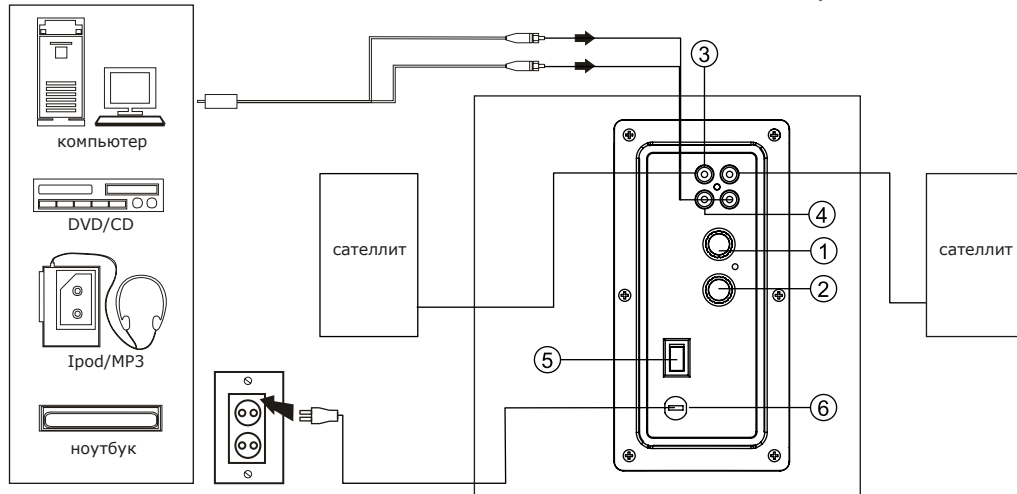 компьютер
DVD/CD
Ipod/MP3
ноутбук
сателлит
сателлит
3
4
1
2
5
6